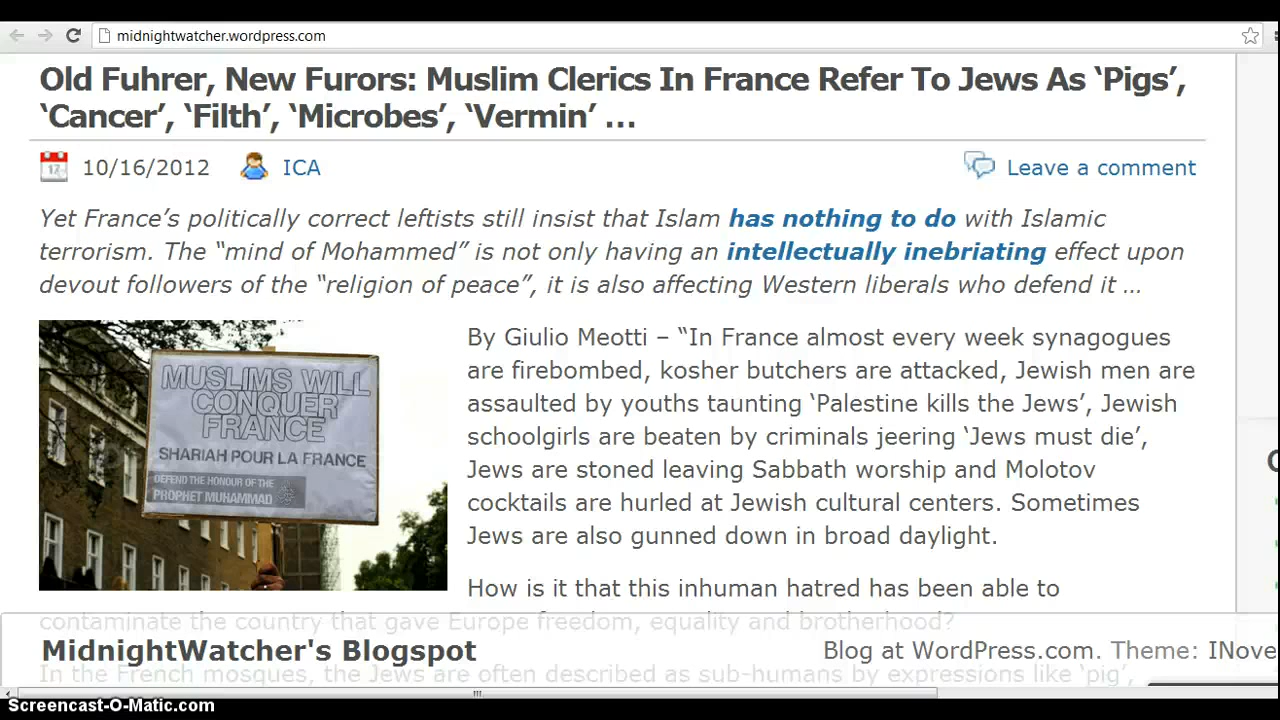 midnightwatcher.wordpress.com
Old Fuhrer, New Furors: Muslim Clerics In France Refer To Jews As ‘Pigs’,
‘Cancer’, ‘Filth’, ‘Microbes’, ‘Vermin’ ...
10/16/2012 ICA Leave a comment
Yet France’s politically correct leftists still insist that Islam has nothing to do with Islamic
terrorism. The “mind of Mohammed” is not only having an intellectually inebriating effect upon
devout followers of the “religion of peace”, it is also affecting Western liberals who defend it ...
MUSLIMS WILL
CONQUER
FRANCE
SHARIAH POUR LA FRANCE
DEFEND THE HONOUR OF THE
PROPHET MUHAMMAD
By Giulio Meotti – “In France almost every week synagogues
are firebombed, kosher butchers are attacked, Jewish men are
assaulted by youths taunting ‘Palestine kills the Jews’, Jewish
schoolgirls are beaten by criminals jeering ‘Jews must die’,
Jews are stoned leaving Sabbath worship and Molotov
cocktails are hurled at Jewish cultural centers. Sometimes
Jews are also gunned down in broad daylight.
How is it that this inhuman hatred has been able to
contaminate the country that gave Europe freedom, equality and brotherhood?
MidnightWatcher's Blogspot Blog at WordPress.com. Theme: INove
In the French mosques, the Jews are often described as sub-humans by expressions like ‘pig’,
Screencast-O-Matic.com